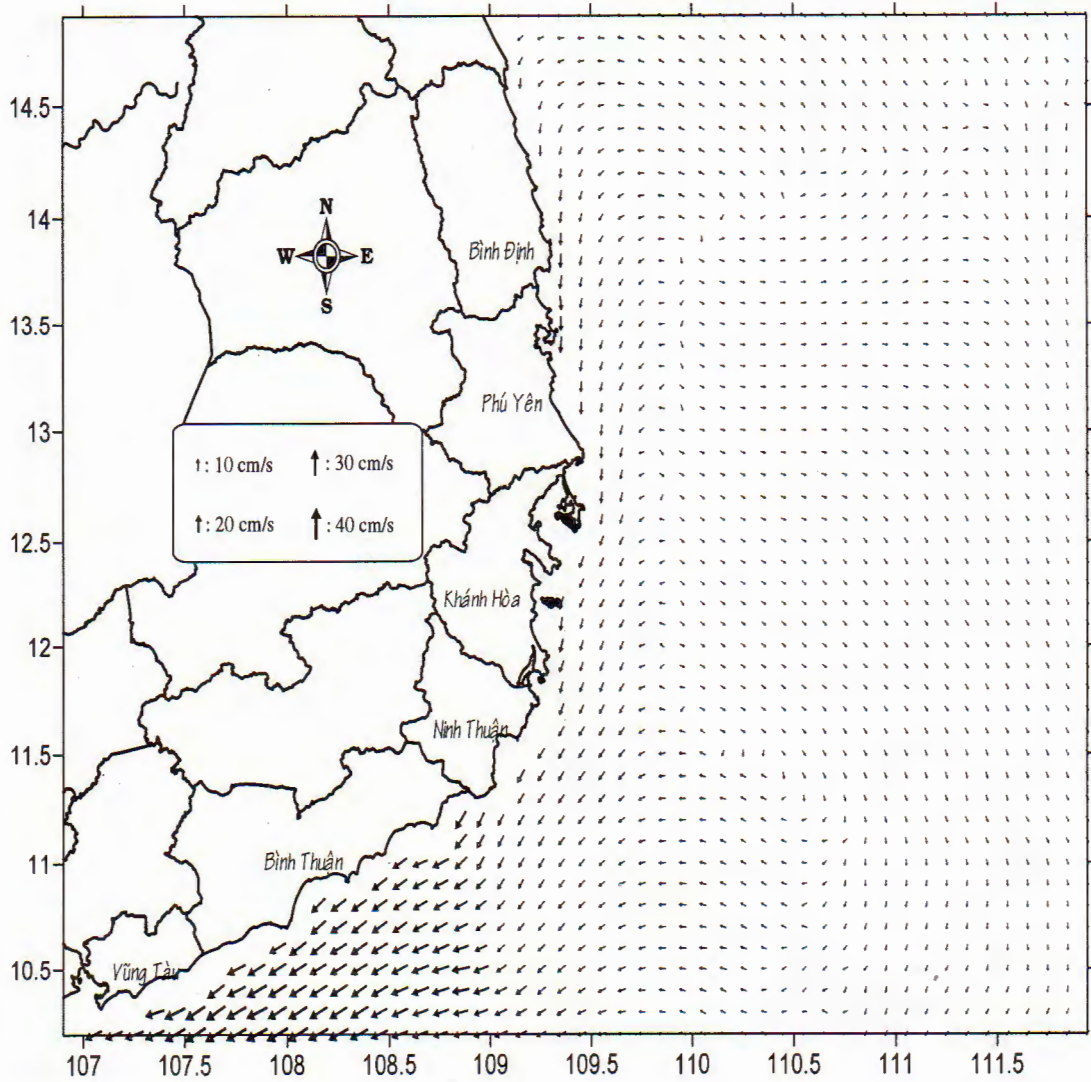 14.5
14
13.5
13
12.5
12
11.5
11
10.5
N
W E
S
Bình Định
Phú Yên
↑: 10 cm/s ↑: 30 cm/s
↑: 20 cm/s ↑: 40 cm/s
Khánh Hòa
Ninh Thuận
Bình Thuận
Vũng Tàu
107 107.5 108 108.5 109 109.5 110 110.5 111 111.5